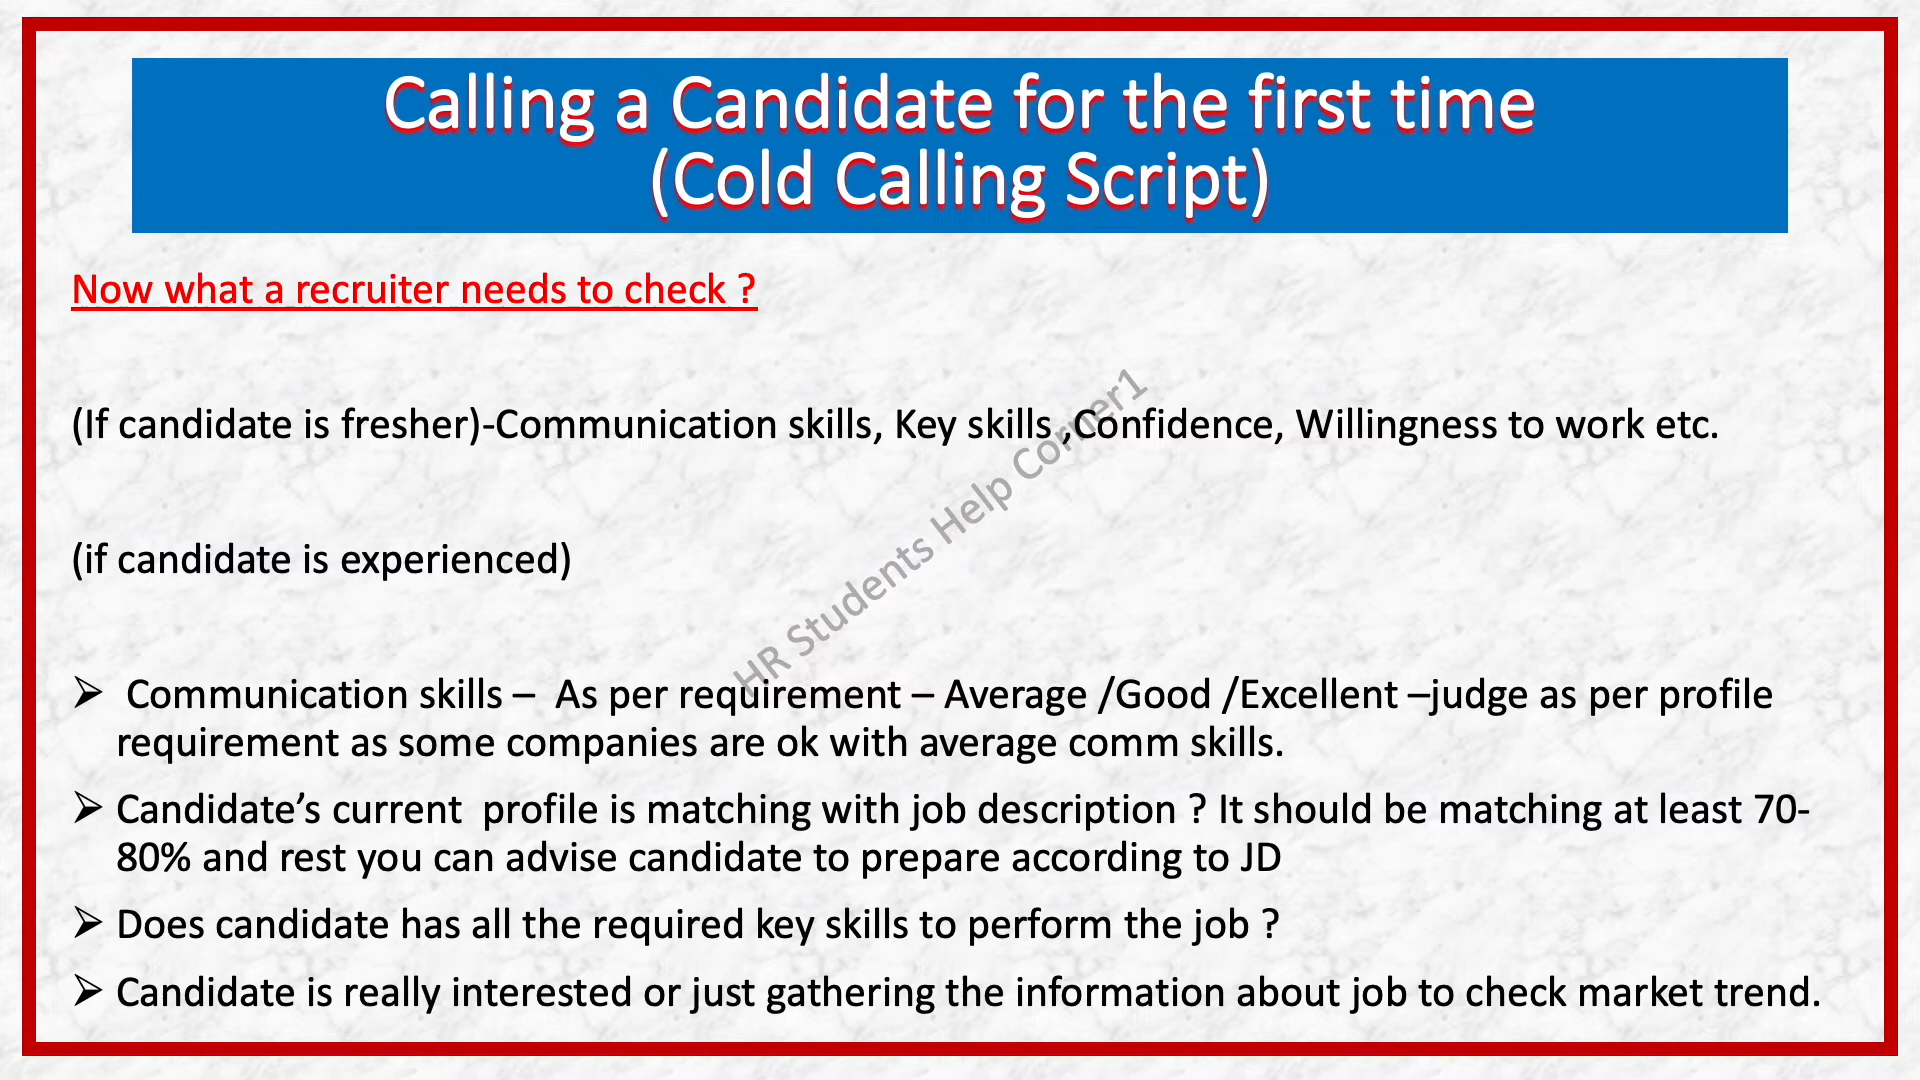 Calling a Candidate for the first time
(Cold Calling Script)
Now what a recruiter needs to check ?
(If candidate is fresher)-Communication skills, Key skills ,Confidence, Willingness to work etc.
(if candidate is experienced)
HR Students Help Corner1
➢ Communication skills – As per requirement – Average /Good /Excellent –judge as per profile
requirement as some companies are ok with average comm skills.
➢ Candidate’s current profile is matching with job description ? It should be matching at least 70-
80% and rest you can advise candidate to prepare according to JD
➢ Does candidate has all the required key skills to perform the job ?
➢ Candidate is really interested or just gathering the information about job to check market trend.